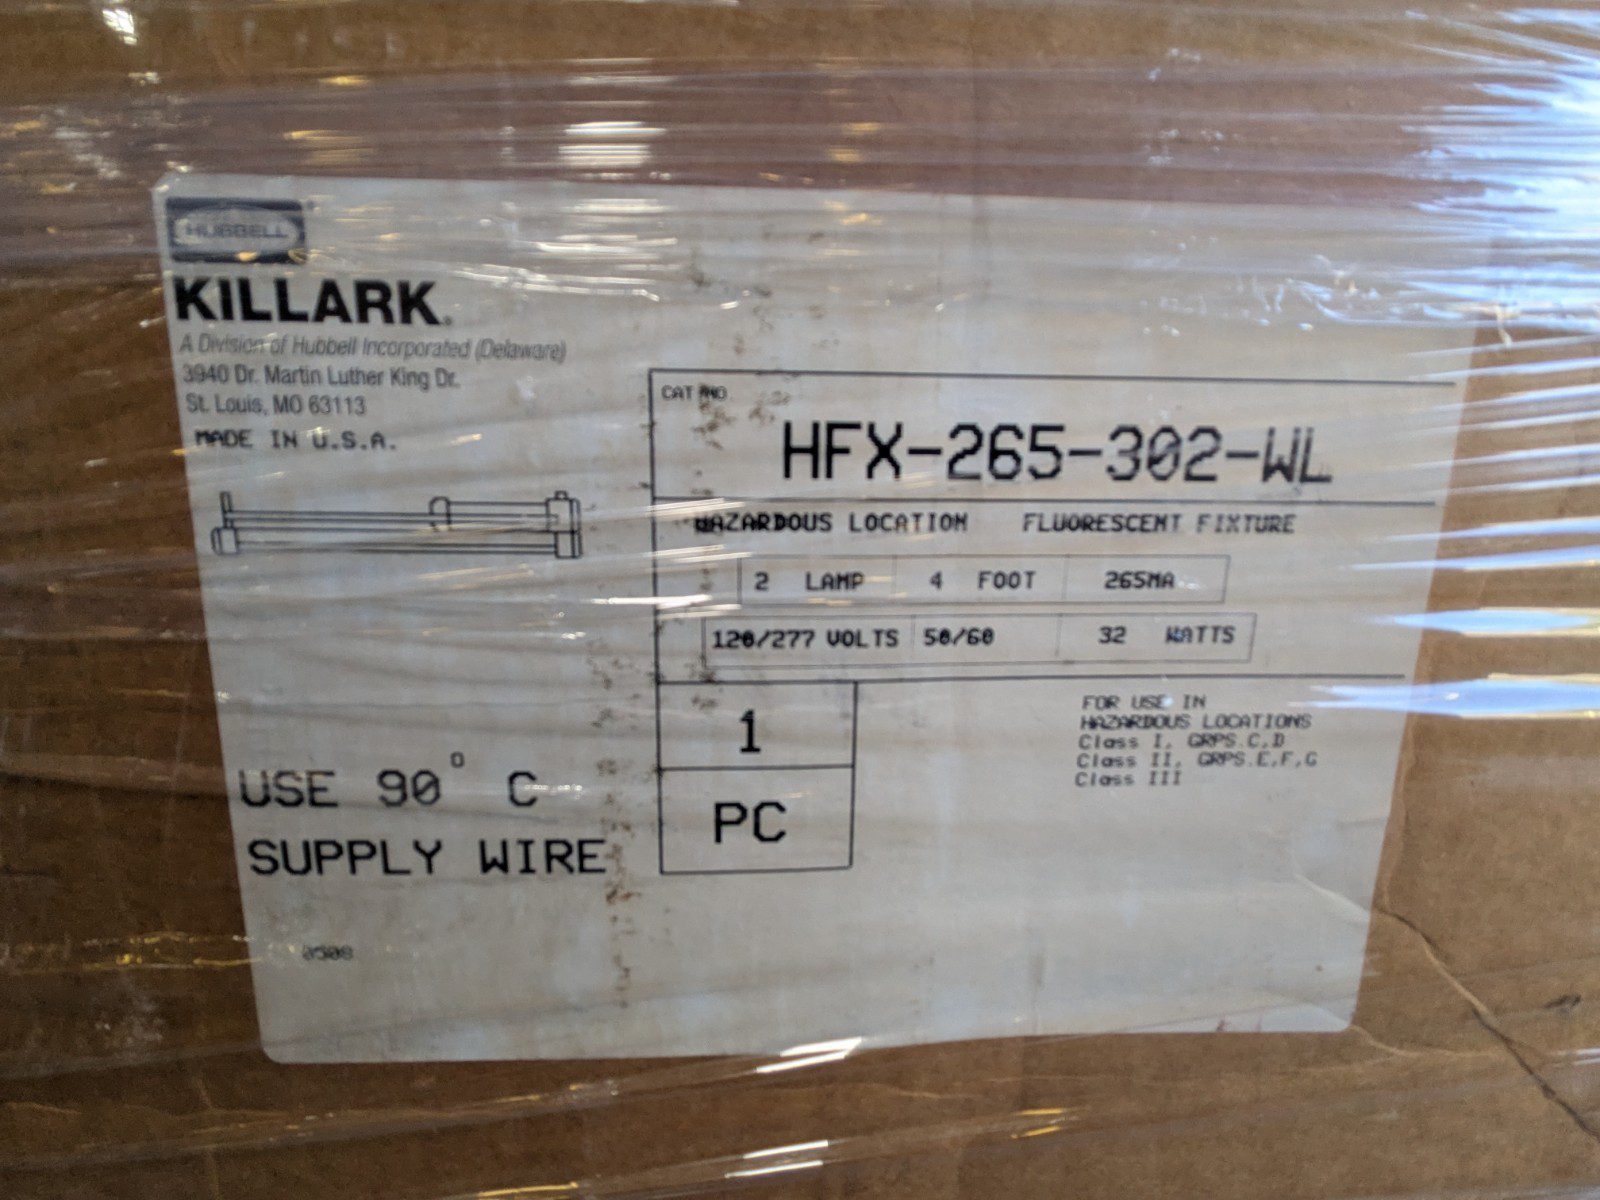 HUBBELL
KILLARK®
A Division of Hubbell Incorporated (Delaware)
3940 Dr. Martin Luther King Dr.
St. Louis, MO 63113
MADE IN U.S.A.
CAT NO.
HFX-265-302-WL
HAZARDOUS LOCATION FLUORESCENT FIXTURE
2 LAMP 4 FOOT 265MA
120/277 VOLTS 50/60 32 WATTS
1
PC
FOR USE IN
HAZARDOUS LOCATIONS
Class I, GRPS.C,D
Class II, GRPS.E,F,G
Class III
USE 90° C
SUPPLY WIRE
0508